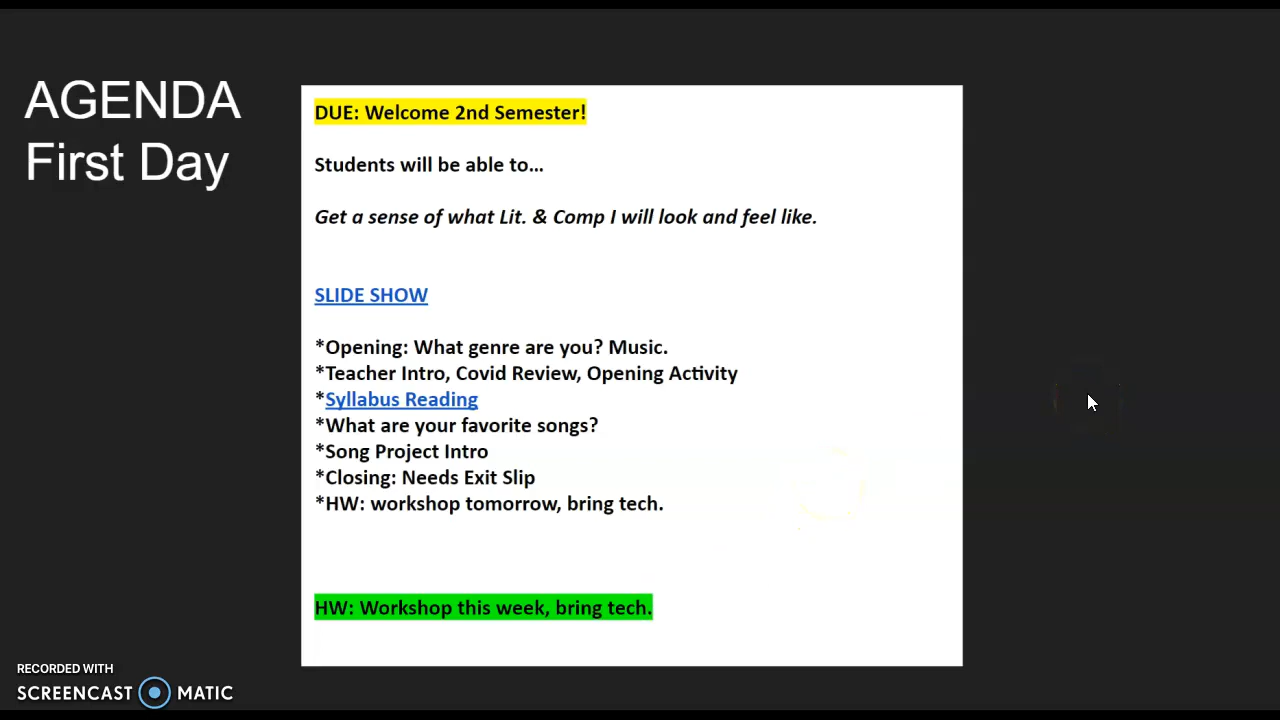 AGENDA
First Day
DUE: Welcome 2nd Semester!
Students will be able to…
Get a sense of what Lit. & Comp I will look and feel like.
SLIDE SHOW
*Opening: What genre are you? Music.
*Teacher Intro, Covid Review, Opening Activity
*Syllabus Reading
*What are your favorite songs?
*Song Project Intro
*Closing: Needs Exit Slip
*HW: workshop tomorrow, bring tech.
HW: Workshop this week, bring tech.
RECORDED WITH
SCREENCAST MATIC